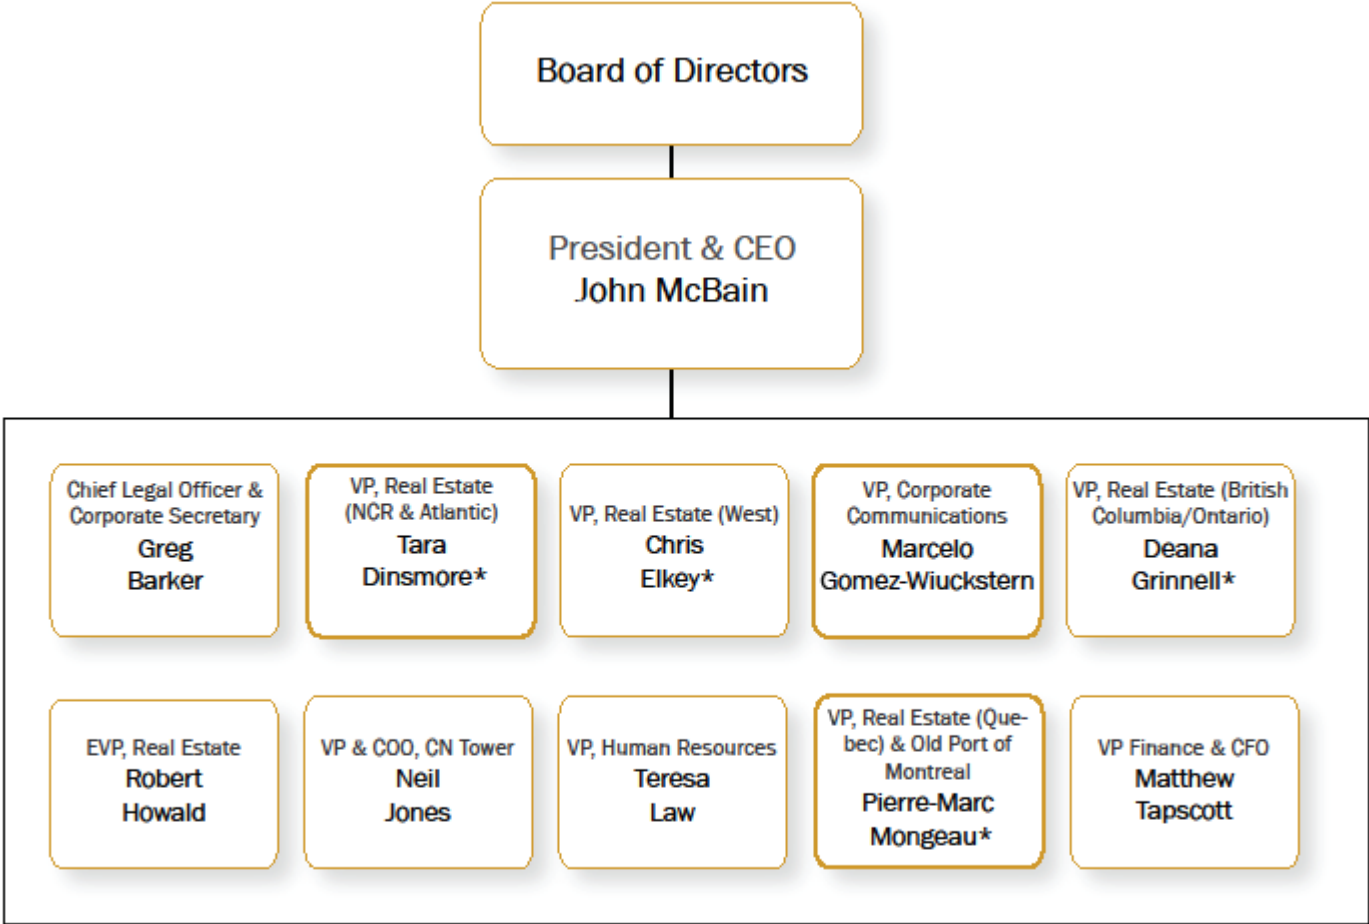 Board of Directors
President & CEO
John McBain
Chief Legal Officer &
Corporate Secretary
Greg
Barker
VP, Real Estate
(NCR & Atlantic)
Tara
Dinsmore*
VP, Real Estate (West)
Chris
Elkey*
VP, Corporate
Communications
Marcelo
Gomez-Wiuckstern
VP, Real Estate (British
Columbia/Ontario)
Deana
Grinnell*
EVP, Real Estate
Robert
Howald
VP & COO, CN Tower
Neil
Jones
VP, Human Resources
Teresa
Law
VP, Real Estate (Que-
bec) & Old Port of
Montreal
Pierre-Marc
Mongeau*
VP Finance & CFO
Matthew
Tapscott